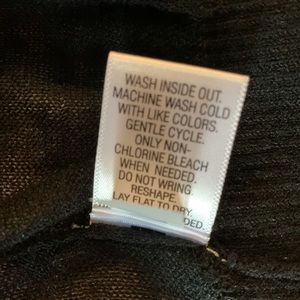 WASH INSIDE OUT.
MACHINE WASH COLD
WITH LIKE COLORS.
GENTLE CYCLE.
ONLY NON-
CHLORINE BLEACH
WHEN NEEDED.
DO NOT WRING.
RESHAPE.
LAY FLAT TO DRY.
DED.